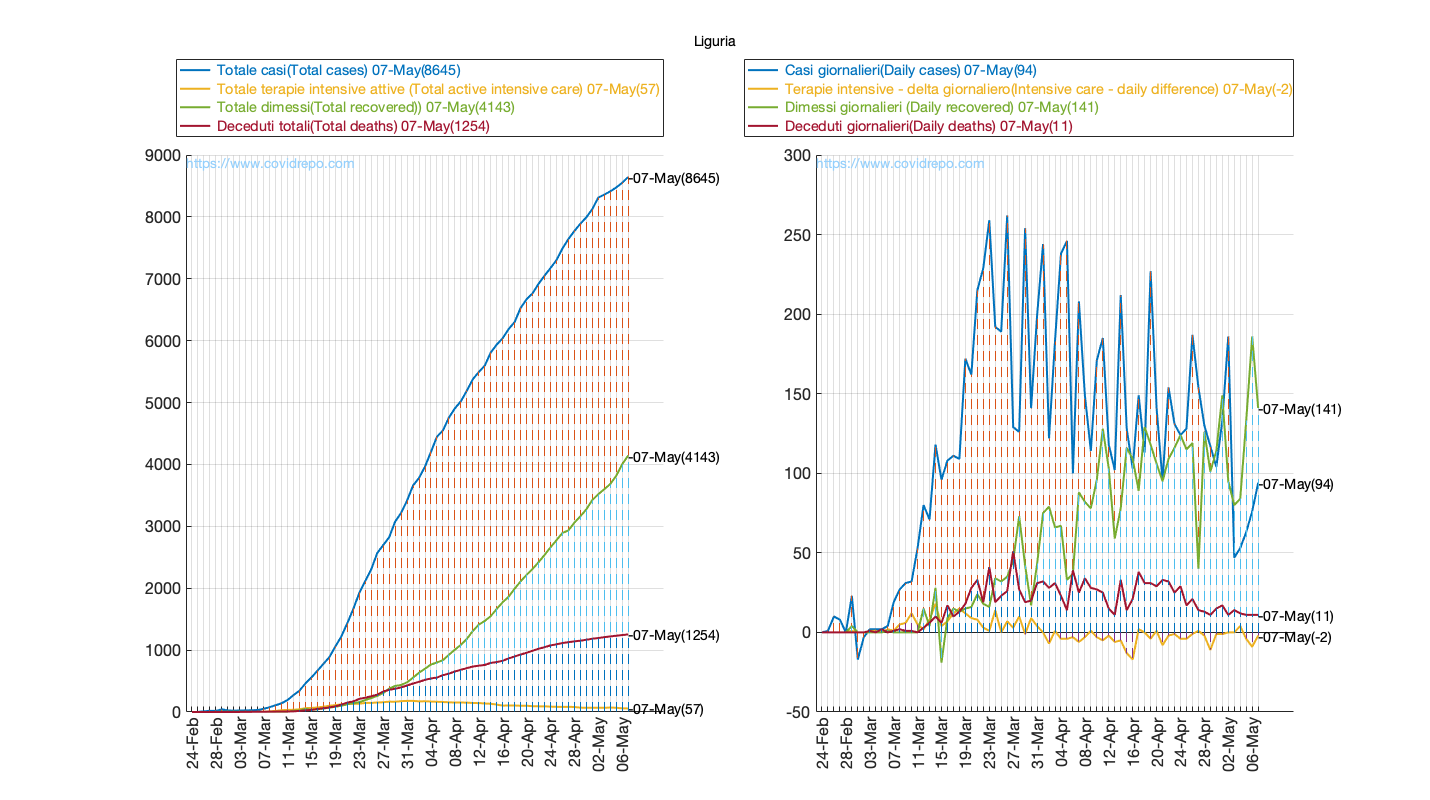 Liguria
Totale casi(Total cases) 07-May(8645)
Totale terapie intensive attive (Total active intensive care) 07-May(57)
Totale dimessi(Total recovered)) 07-May(4143)
Deceduti totali(Total deaths) 07-May(1254)
https://www.covidrepo.com
9000
8000
7000
6000
5000
4000
3000
2000
1000
0
07-May(8645)
07-May(4143)
07-May(1254)
07-May(57)
24-Feb
28-Feb
03-Mar
07-Mar
11-Mar
15-Mar
19-Mar
23-Mar
27-Mar
31-Mar
04-Apr
08-Apr
12-Apr
16-Apr
20-Apr
24-Apr
28-Apr
02-May
06-May
Casi giornalieri(Daily cases) 07-May(94)
Terapie intensive - delta giornaliero(Intensive care - daily difference) 07-May(-2)
Dimessi giornalieri (Daily recovered) 07-May(141)
Deceduti giornalieri(Daily deaths) 07-May(11)
https://www.covidrepo.com
300
250
200
150
100
50
0
-50
07-May(141)
07-May(94)
07-May(11)
07-May(-2)
24-Feb
28-Feb
03-Mar
07-Mar
11-Mar
15-Mar
19-Mar
23-Mar
27-Mar
31-Mar
04-Apr
08-Apr
12-Apr
16-Apr
20-Apr
24-Apr
28-Apr
02-May
06-May